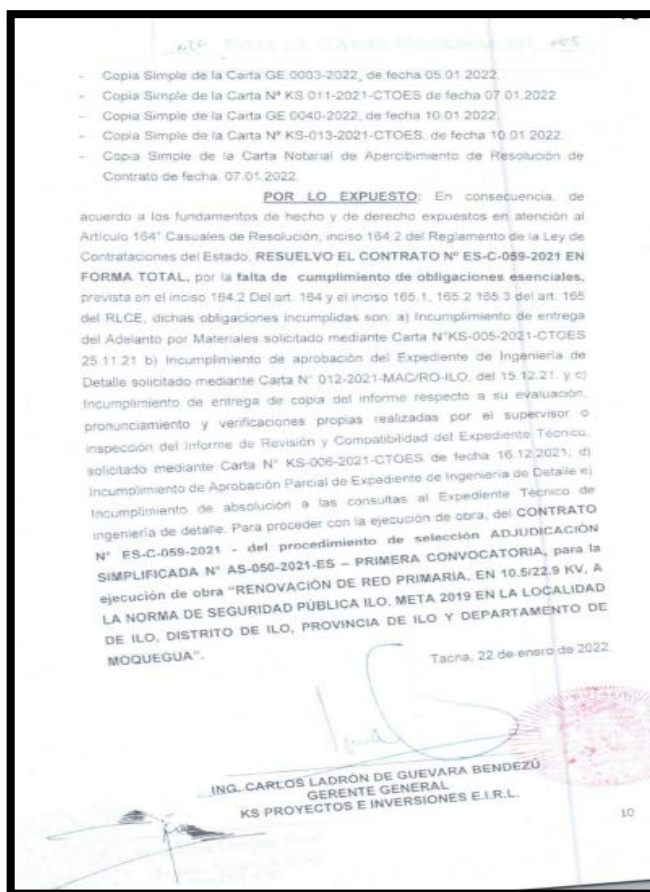 - Copia Simple de la Carta GE 0003-2022, de fecha 05.01.2022.
- Copia Simple de la Carta Nª KS 011-2021-CTOES de fecha 07.01.2022
- Copia Simple de la Carta GE 0040-2022, de fecha 10.01.2022.
- Copia Simple de la Carta N° KS-013-2021-CTOES, de fecha 10.01.2022.
- Copia Simple de la Carta Notarial de Apercibimiento de Resolución de
Contrato de fecha. 07.01.2022.
POR LO EXPUESTO: En consecuencia, de
acuerdo a los fundamentos de hecho y de derecho expuestos en atención al
Artículo 164° Casuales de Resolución, inciso 164.2 del Reglamento de la Ley de
Contrataciones del Estado, RESUELVO EL CONTRATO N° ES-C-059-2021 EN
FORMA TOTAL, por la falta de cumplimiento de obligaciones esenciales,
prevista en el inciso 164.2 Del art. 164 y el inciso 165.1, 165.2 165.3 del art. 165
del RLCE, dichas obligaciones incumplidas son: a) Incumplimiento de entrega
del Adelanto por Materiales solicitado mediante Carta N°KS-005-2021-CTOES
25.11.21 b) Incumplimiento de aprobación del Expediente de Ingeniería de
Detalle solicitado mediante Carta N° 012-2021-MAC/RO-ILO, del 15.12.21. y c)
Incumplimiento de entrega de copia del informe respecto a su evaluación,
pronunciamiento y verificaciones propias realizadas por el supervisor o
inspección del Informe de Revisión y Compatibilidad del Expediente Técnico,
solicitado mediante Carta N° KS-006-2021-CTOES de fecha 16.12.2021; d)
Incumplimiento de Aprobación Parcial de Expediente de Ingeniería de Detalle e)
Incumplimiento de absolución a las consultas al Expediente Técnico de
ingeniería de detalle. Para proceder con la ejecución de obra, del CONTRATO
N° ES-C-059-2021 - del procedimiento de selección ADJUDICACIÓN
SIMPLIFICADA N° AS-050-2021-ES – PRIMERA CONVOCATORIA, para la
ejecución de obra "RENOVACIÓN DE RED PRIMARIA, EN 10.5/22.9 KV, A
LA NORMA DE SEGURIDAD PÚBLICA ILO, META 2019 EN LA LOCALIDAD
DE ILO, DISTRITO DE ILO, PROVINCIA DE ILO Y DEPARTAMENTO DE
MOQUEGUA".
Tacna, 22 de enero de 2022.
ING. CARLOS LADRÓN DE GUEVARA BENDEZÚ
GERENTE GENERAL
KS PROYECTOS E INVERSIONES E.I.R.L.
10